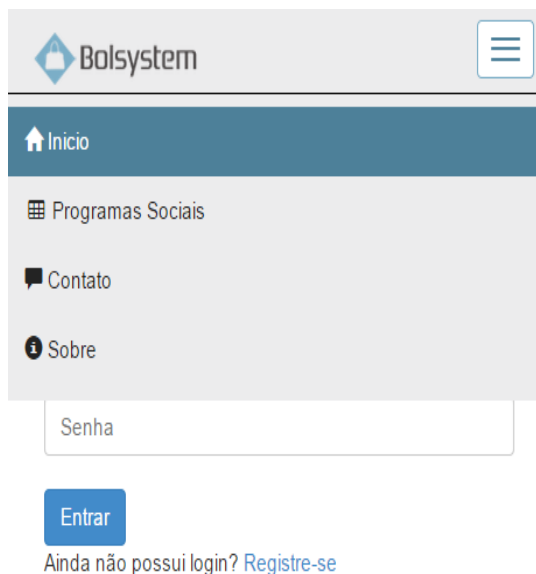 Bolsystem
Inicio
Programas Sociais
Contato
Sobre
Senha
Entrar
Ainda não possui login? Registre-se